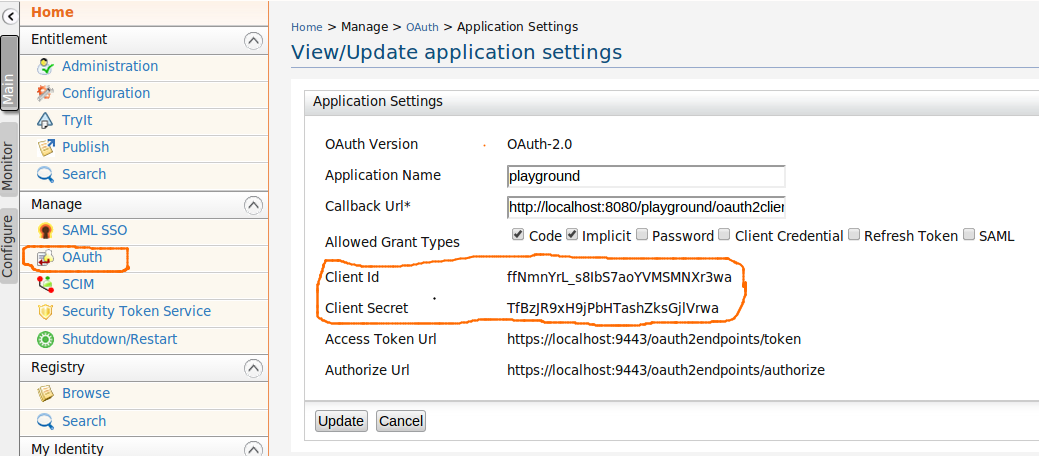 Main
Monitor
Configure
Home
Entitlement
Administration
Configuration
TryIt
Publish
Search
Manage
SAML SSO
OAuth
SCIM
Security Token Service
Shutdown/Restart
Registry
Browse
Search
My Identity
Home > Manage > OAuth > Application Settings
View/Update application settings
Application Settings
OAuth Version OAuth-2.0
Application Name playground
Callback Url* http://localhost:8080/playground/oauth2clien
Allowed Grant Types Code Implicit Password Client Credential Refresh Token SAML
Client Id ffNmnYrL_s8IbS7aoYVMSMNXr3wa
Client Secret TfBzJR9xH9jPbHTashZksGjlVrwa
Access Token Url https://localhost:9443/oauth2endpoints/token
Authorize Url https://localhost:9443/oauth2endpoints/authorize
Update Cancel